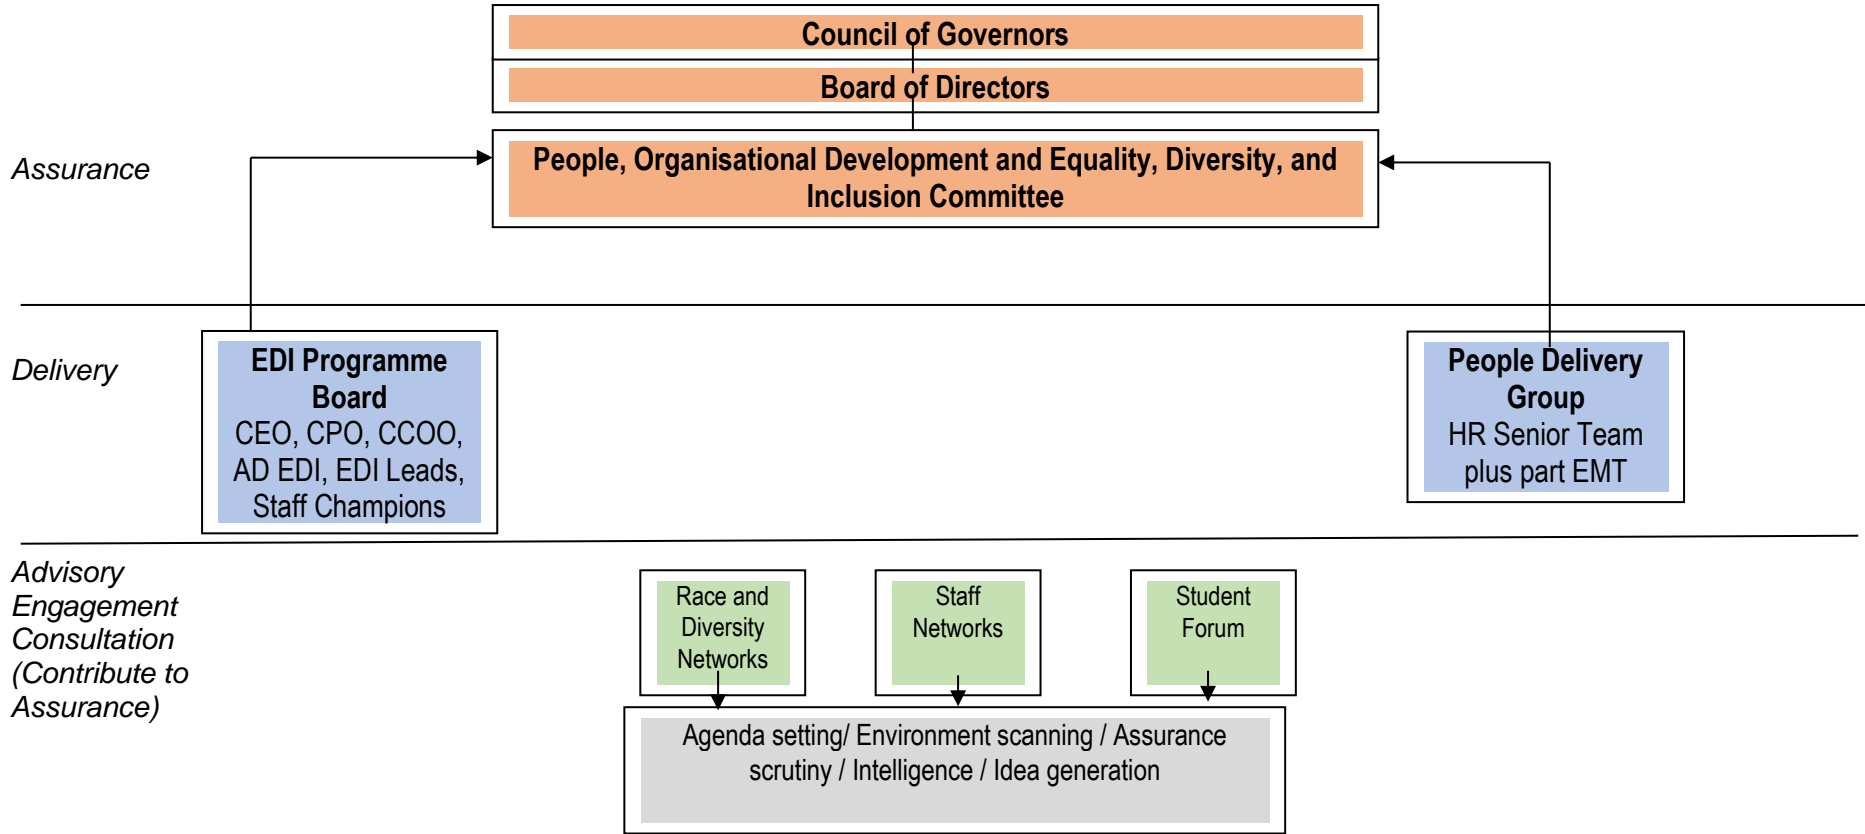 Council of Governors
Board of Directors
Assurance
People, Organisational Development and Equality, Diversity, and
Inclusion Committee
Delivery
EDI Programme
Board
CEO, CPO, CCOO,
AD EDI, EDI Leads,
Staff Champions
People Delivery
Group
HR Senior Team
plus part EMT
Advisory
Engagement
Consultation
(Contribute to
Assurance)
Race and
Diversity
Networks
Staff
Networks
Student
Forum
Agenda setting/ Environment scanning / Assurance
scrutiny / Intelligence / Idea generation